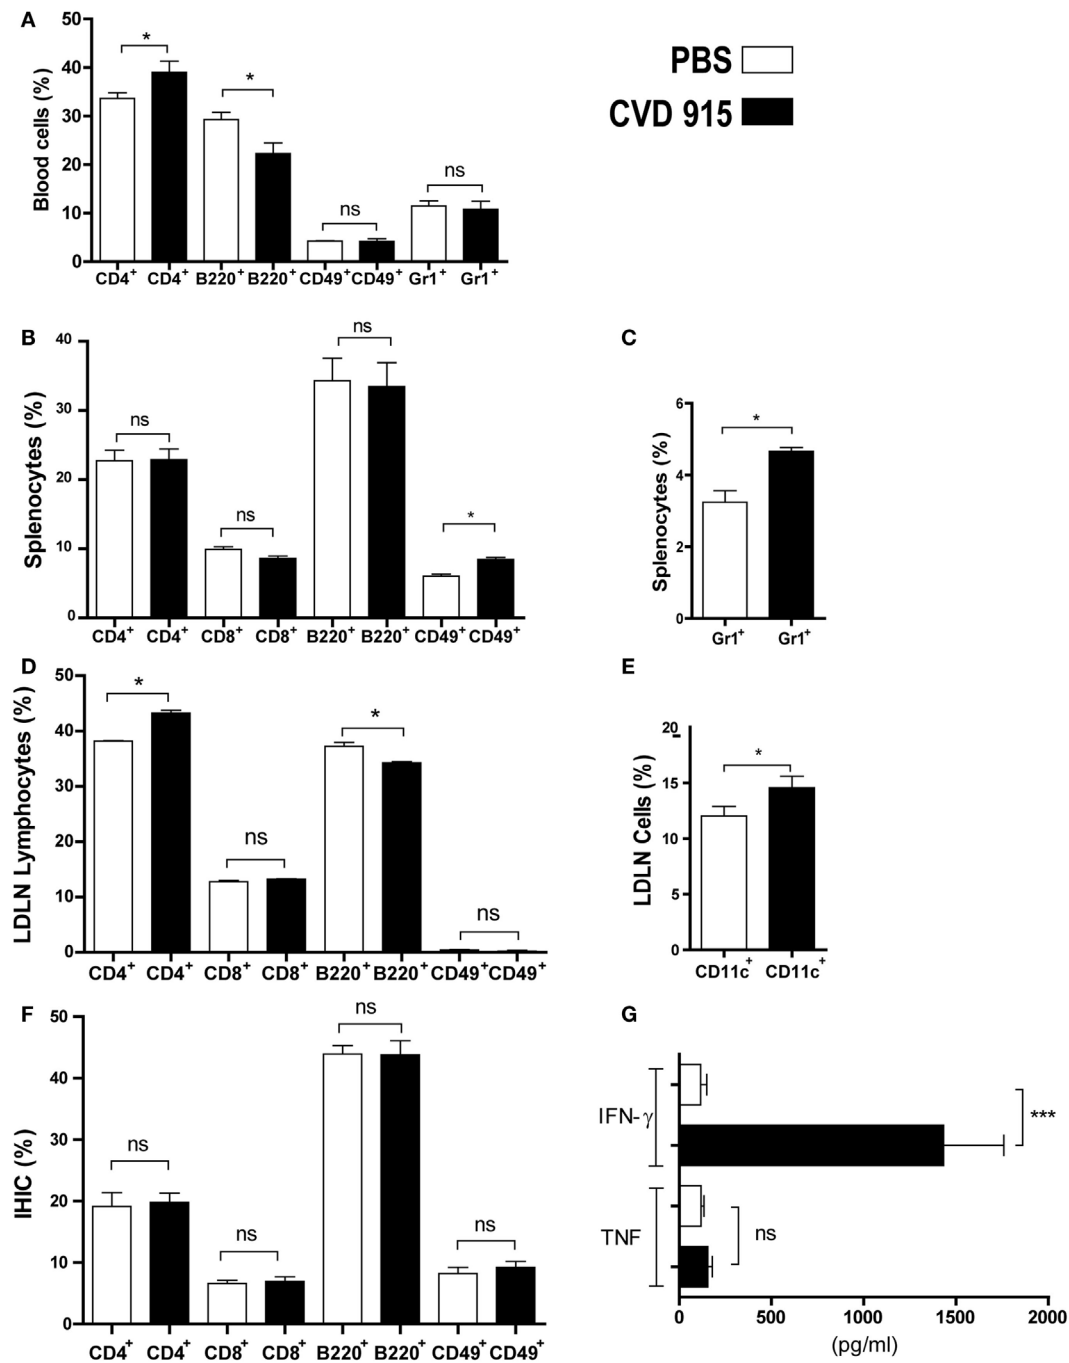 A
50
40
30
20
10
0
Blood cells (%)
*
*
ns
ns
CD4+ CD4+ B220+ B220+ CD49+ CD49+ Gr1+ Gr1+
PBS
CVD 915
B
40
30
20
10
0
Splenocytes (%)
ns
ns
ns
*
CD4+ CD4+ CD8+ CD8+ B220+ B220+ CD49+ CD49+
C
6
4
2
0
Splenocytes (%)
*
Gr1+ Gr1+
D
50
40
30
20
10
0
LDLN Lymphocytes (%)
*
ns
*
ns
CD4+ CD4+ CD8+ CD8+ B220+ B220+ CD49+ CD49+
E
20
15
10
5
0
LDLN Cells (%)
*
CD11c+ CD11c+
F
50
40
30
20
10
0
IHIC (%)
ns
ns
ns
ns
CD4+ CD4+ CD8+ CD8+ B220+ B220+ CD49+ CD49+
G
IFN-γ
***
TNF
ns
0 500 1000 1500 2000
(pg/ml)